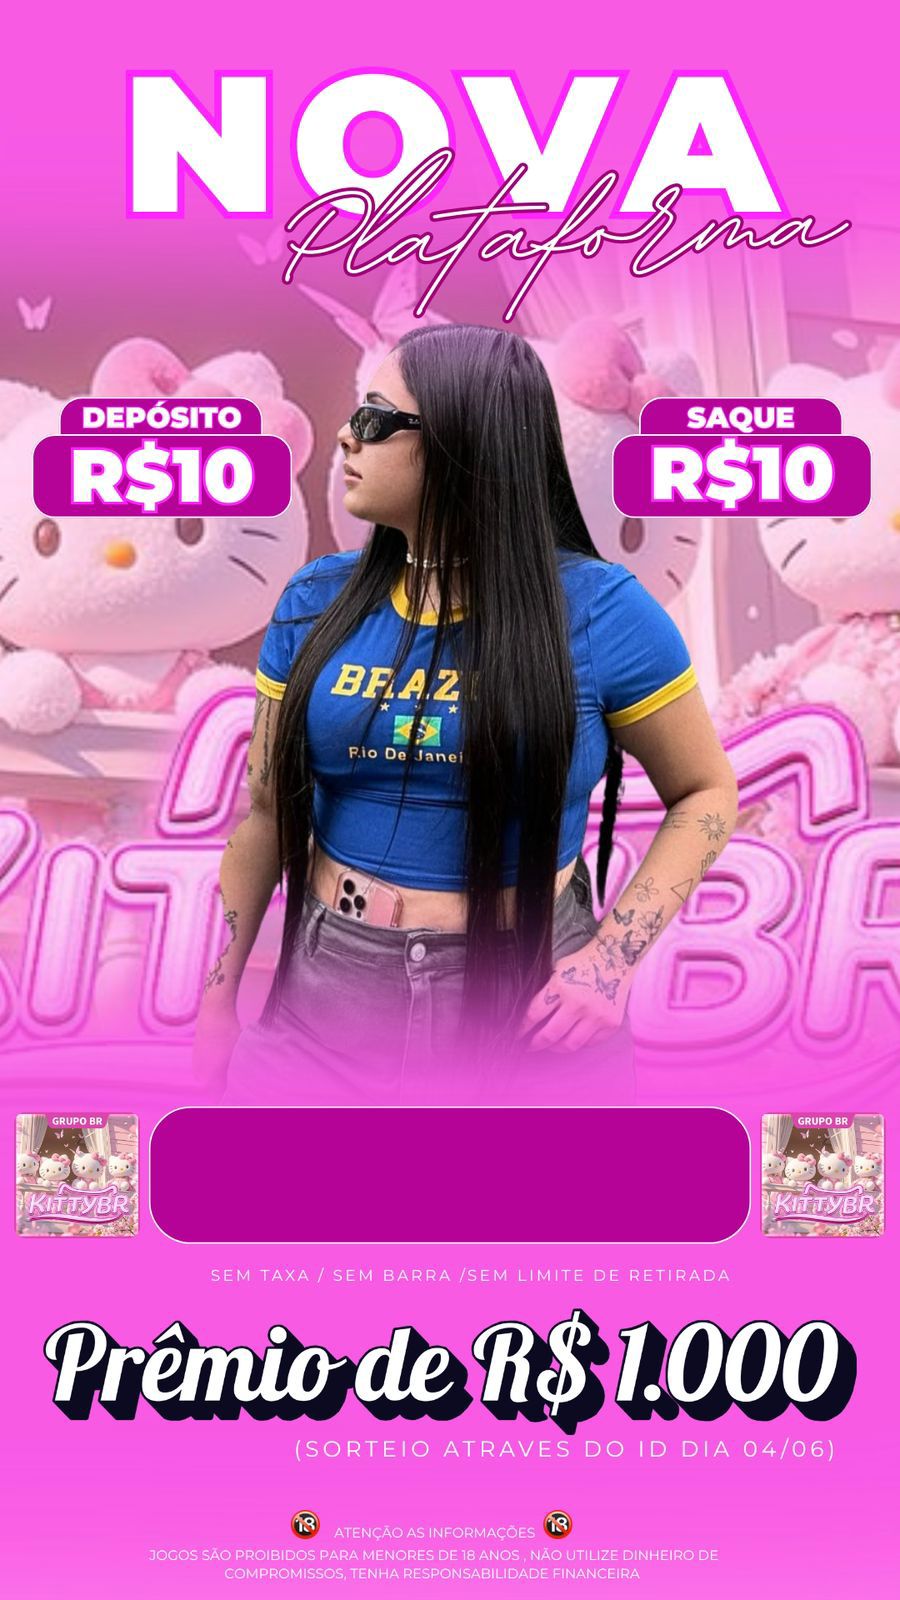 NOVA
Plataforma
DEPÓSITO
R$10
SAQUE
R$10
BRAZI
Rio De Janei
KITTYBR
GRUPO BR
KITTYBR
GRUPO BR
KITTYBR
SEM TAXA / SEM BARRA /SEM LIMITE DE RETIRADA
Prêmio de R$ 1.000
(SORTEIO ATRAVES DO ID DIA 04/06)
18 ATENÇÃO AS INFORMAÇÕES 18
JOGOS SÃO PROIBIDOS PARA MENORES DE 18 ANOS , NÃO UTILIZE DINHEIRO DE
COMPROMISSOS, TENHA RESPONSABILIDADE FINANCEIRA